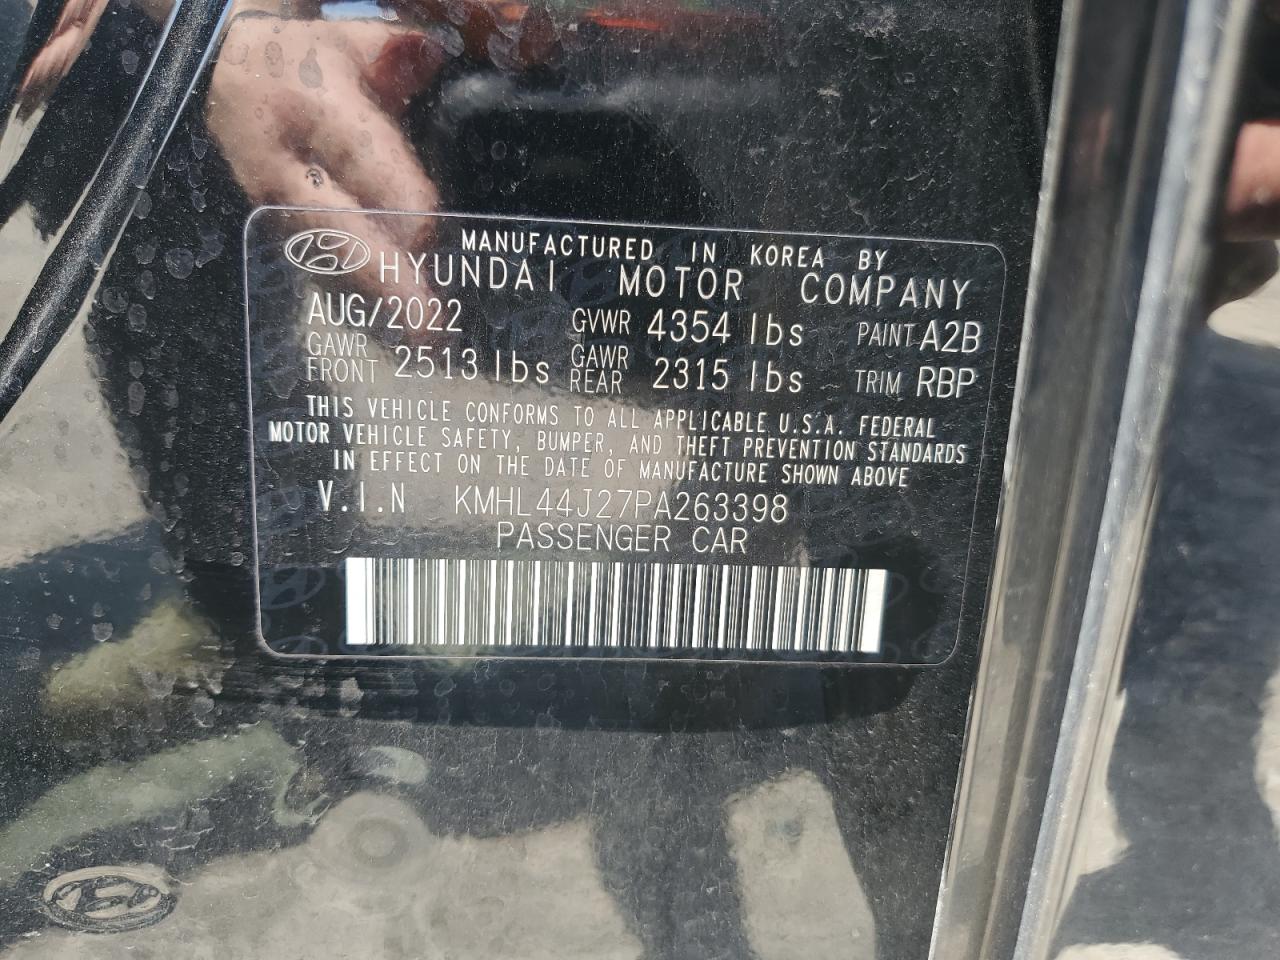 MANUFACTURED IN KOREA BY
HYUNDAI MOTOR COMPANY
AUG/2022 GVWR 4354 lbs PAINT A2B
GAWR FRONT 2513 lbs GAWR REAR 2315 lbs TRIM RBP
THIS VEHICLE CONFORMS TO ALL APPLICABLE U.S.A. FEDERAL
MOTOR VEHICLE SAFETY, BUMPER, AND THEFT PREVENTION STANDARDS
IN EFFECT ON THE DATE OF MANUFACTURE SHOWN ABOVE
V.I.N KMHL44J27PA263398
PASSENGER CAR